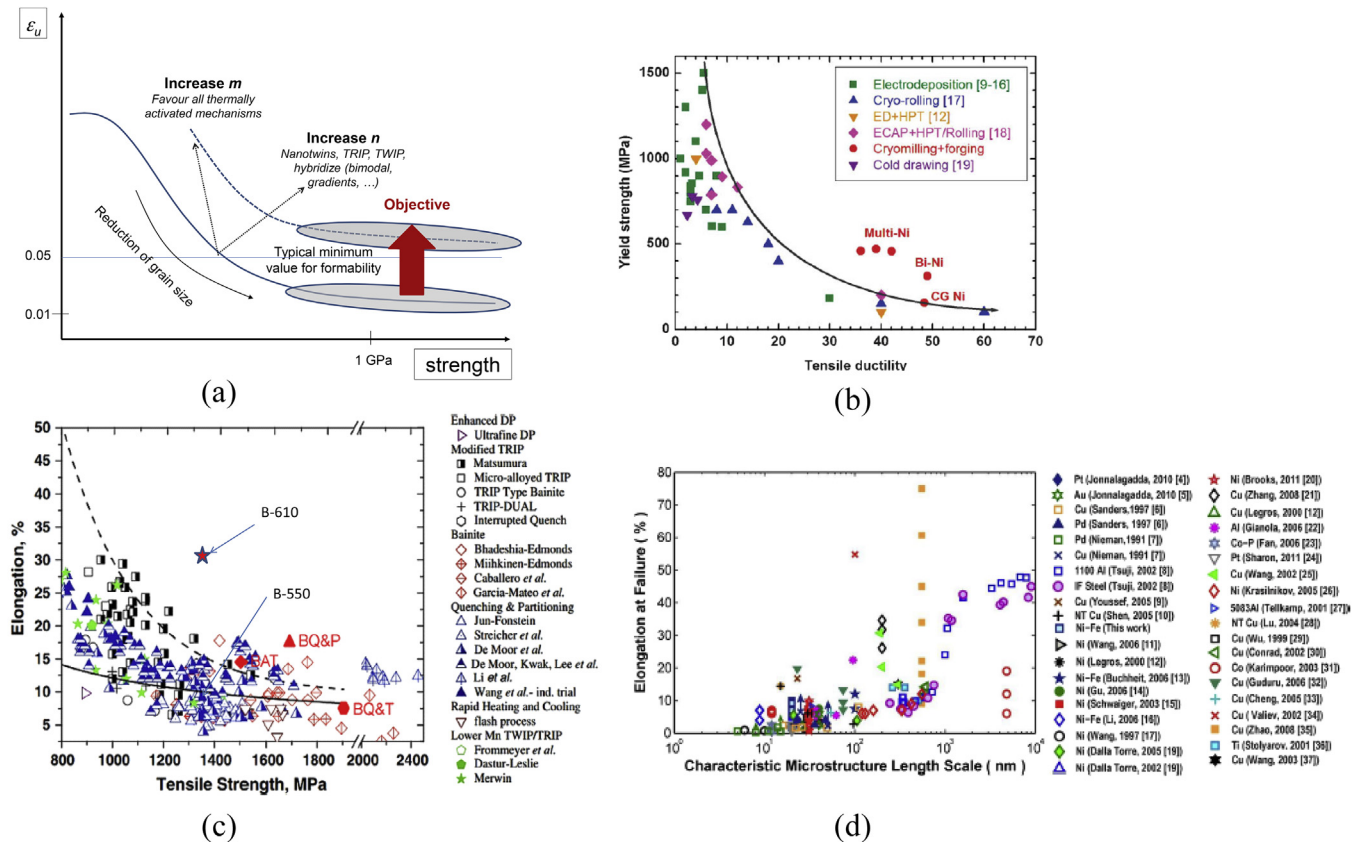 εu
Increase m
Favour all thermally
activated mechanisms
Increase n
Nanotwins, TRIP, TWIP,
hybridize (bimodal,
gradients, ...)
Objective
Reduction of grain size
Typical minimum
value for formability
0.05
0.01
1 GPa
strength
(a)
Yield strength (MPa)
1500
1000
500
0
Electrodeposition [9-16]
Cryo-rolling [17]
ED+HPT [12]
ECAP+HPT/Rolling [18]
Cryomilling+forging
Cold drawing [19]
Multi-Ni
Bi-Ni
CG Ni
0 10 20 30 40 50 60 70
Tensile ductility
(b)
Elongation, %
50
45
40
35
30
25
20
15
10
5
B-610
B-550
BAT
BQ&P
BQ&T
800 1000 1200 1400 1600 1800 2000 2200 2400
Tensile Strength, MPa
Enhanced DP
Ultrafine DP
Modified TRIP
Matsumura
Micro-alloyed TRIP
TRIP Type Bainite
TRIP-DUAL
Interrupted Quench
Bainite
Bhadeshia-Edmonds
Miihkinen-Edmonds
Caballero et al.
Garcia-Mateo et al.
Quenching & Partitioning
Jun-Fonstein
Streicher et al.
De Moor et al.
De Moor, Kwak, Lee et al.
Li et al.
Wang et al.- ind. trial
Rapid Heating and Cooling
flash process
Lower Mn TWIP/TRIP
Frommeyer et al.
Dastur-Leslie
Merwin
(c)
Elongation at Failure ( % )
80
70
60
50
40
30
20
10
0
10^0 10^1 10^2 10^3 10^4
Characteristic Microstructure Length Scale ( nm )
Pt (Jonnalagadda, 2010 [4])
Au (Jonnalagada, 2010 [5])
Cu (Sanders,1997 [6])
Pd (Sanders, 1997 [6])
Pd (Nieman,1991 [7])
Cu (Nieman, 1991 [7])
1100 Al (Tsuji, 2002 [8])
IF Steel (Tsuji, 2002 [8])
Cu (Youssef, 2005 [9])
NT Cu (Shen, 2005 [10])
Ni-Fe (This work)
Ni (Wang, 2006 [11])
Ni (Legros, 2000 [12])
Ni-Fe (Buchheit, 2006 [13])
Ni (Gu, 2006 [14])
Ni (Schwaiger, 2003 [15])
Ni-Fe (Li, 2006 [16])
Ni (Wang, 1997 [17])
Ni (Dalla Torre, 2005 [19])
Ni (Dalla Torre, 2002 [19])
Ni (Brooks, 2011 [20])
Cu (Zhang, 2008 [21])
Cu (Legros, 2000 [12])
Al (Gianola, 2006 [22])
Co-P (Fan, 2006 [23])
Pt (Sharon, 2011 [24])
Cu (Wang, 2002 [25])
Ni (Krasilnikov, 2005 [26])
5083Al (Tellkamp, 2001 [27])
NT Cu (Lu, 2004 [28])
Cu (Wu, 1999 [29])
Cu (Conrad, 2002 [30])
Co (Karimpoor, 2003 [31])
Cu (Guduru, 2006 [32])
Cu (Cheng, 2005 [33])
Cu ( Valiev, 2002 [34])
Cu (Zhao, 2008 [35])
Ti (Stolyarov. 2001 [36])
Cu (Wang, 2003 [37])
(d)